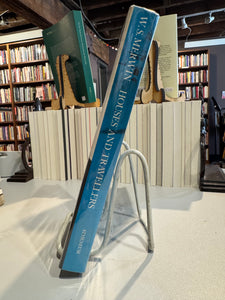 W.S. MERWIN HOUSES AND TRAVELLERS ATHENEUM